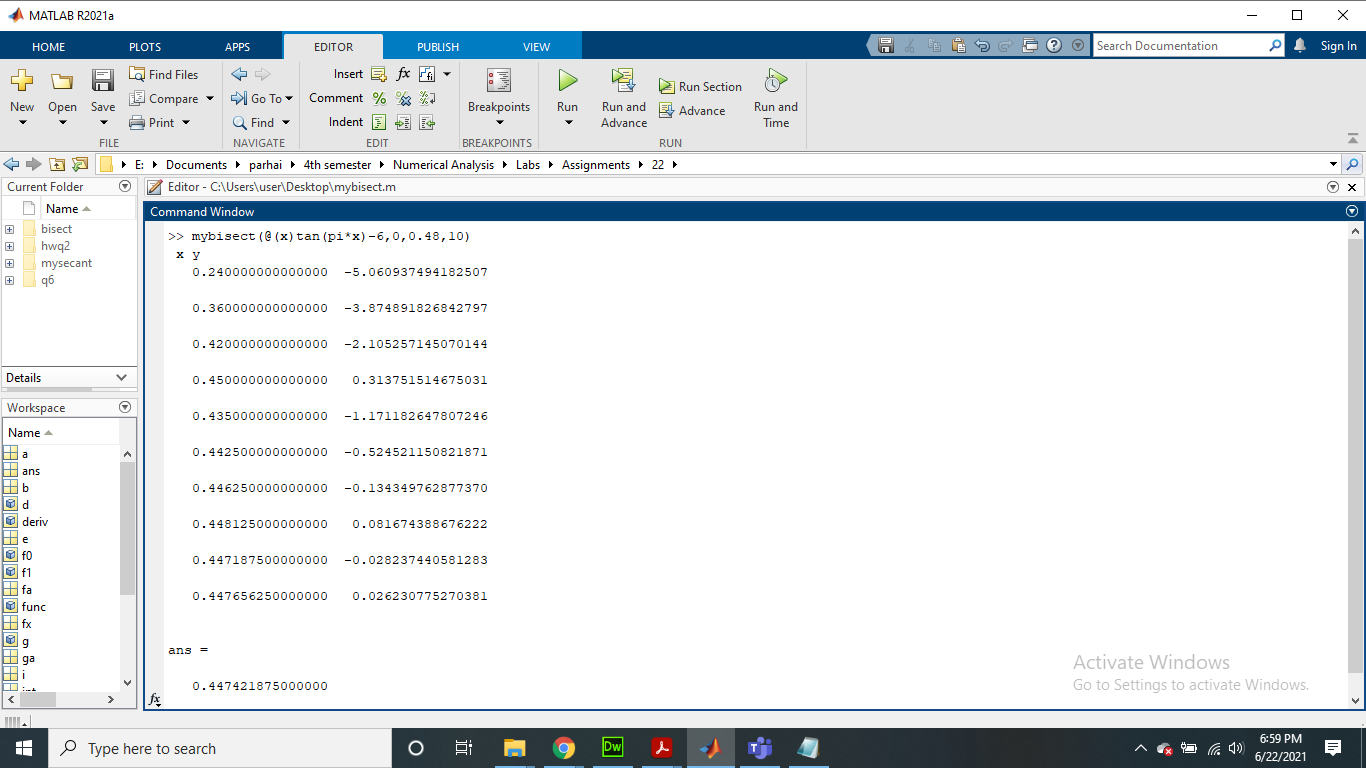 MATLAB R2021a
HOME PLOTS APPS EDITOR PUBLISH VIEW Search Documentation Sign In
New Open Save Find Files Compare Print
Go To Find
Insert fx
Comment
Indent
Breakpoints
Run Run and Advance Run Section Advance Run and Time
FILE NAVIGATE EDIT BREAKPOINTS RUN
E: Documents parhai 4th semester Numerical Analysis Labs Assignments 22
Current Folder
Name
bisect
hwq2
mysecant
q6
Details
Workspace
Name
a
ans
b
d
deriv
e
f0
f1
fa
func
fx
g
ga
i
Editor - C:\Users\user\Desktop\mybisect.m
Command Window
>> mybisect(@(x)tan(pi*x)-6,0,0.48,10)
x y
0.240000000000000 -5.060937494182507
0.360000000000000 -3.874891826842797
0.420000000000000 -2.105257145070144
0.450000000000000 0.313751514675031
0.435000000000000 -1.171182647807246
0.442500000000000 -0.524521150821871
0.446250000000000 -0.134349762877370
0.448125000000000 0.081674388676222
0.447187500000000 -0.028237440581283
0.447656250000000 0.026230775270381
ans =
0.447421875000000
fx
Activate Windows
Go to Settings to activate Windows.
Type here to search
Dw
6:59 PM
6/22/2021